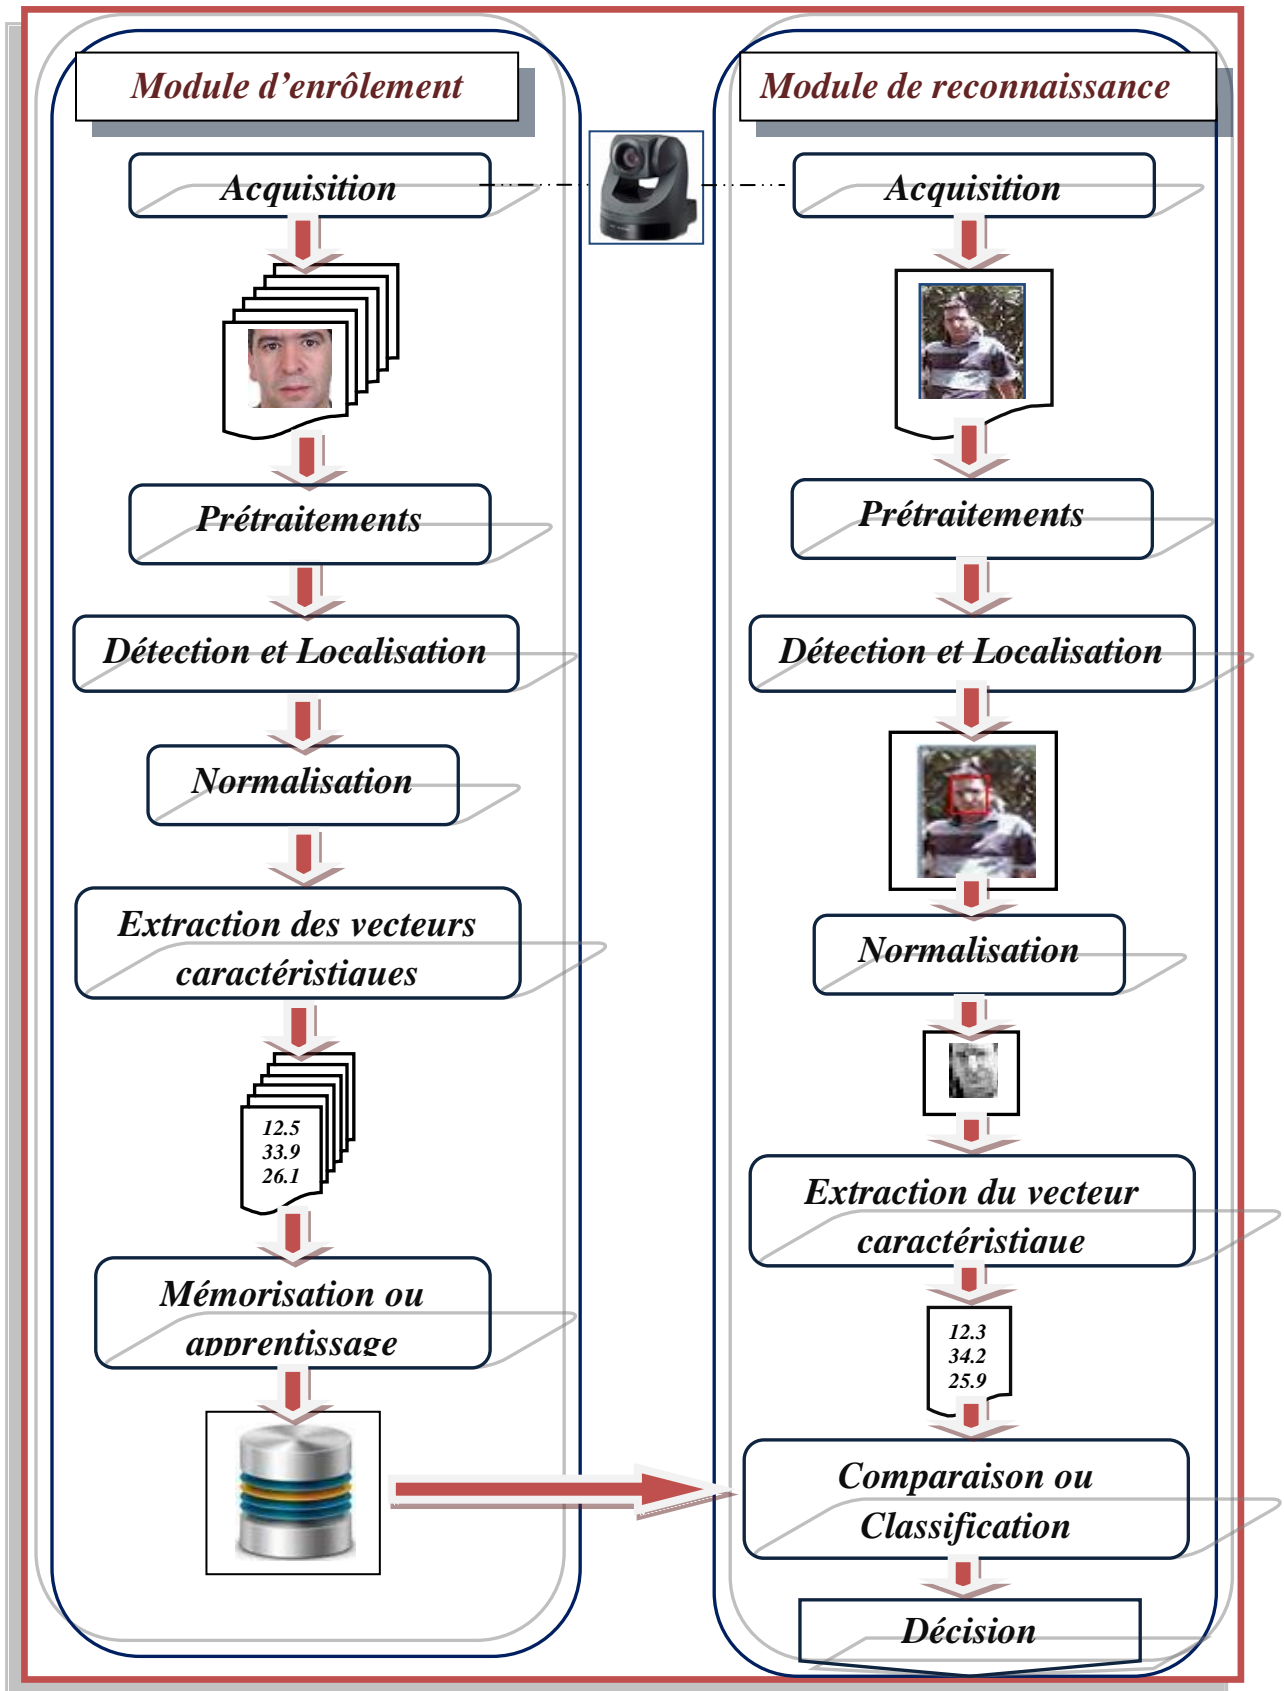 Module d'enrôlement
Acquisition
Prétraitements
Détection et Localisation
Normalisation
Extraction des vecteurs
caractéristiques
12.5
33.9
26.1
Mémorisation ou
apprentissage
Module de reconnaissance
Acquisition
Prétraitements
Détection et Localisation
Normalisation
Extraction du vecteur
caractéristique
12.3
34.2
25.9
Comparaison ou
Classification
Décision